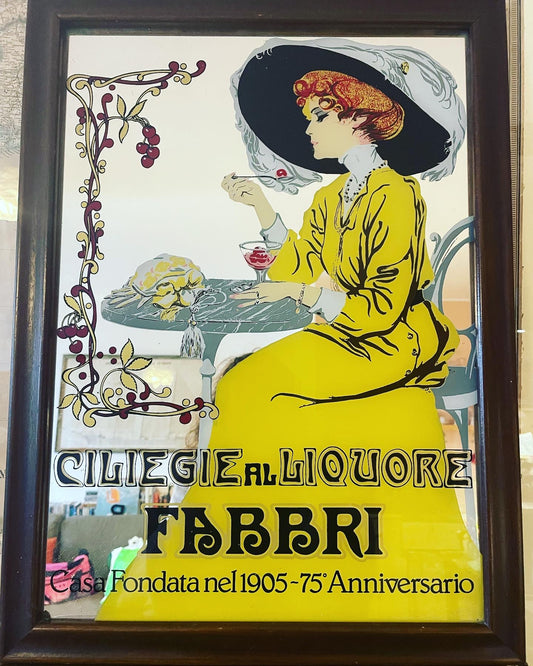 CILIEGIE AL LIQUORE
FABBRI
Casa Fondata nel 1905-75° Anniversario